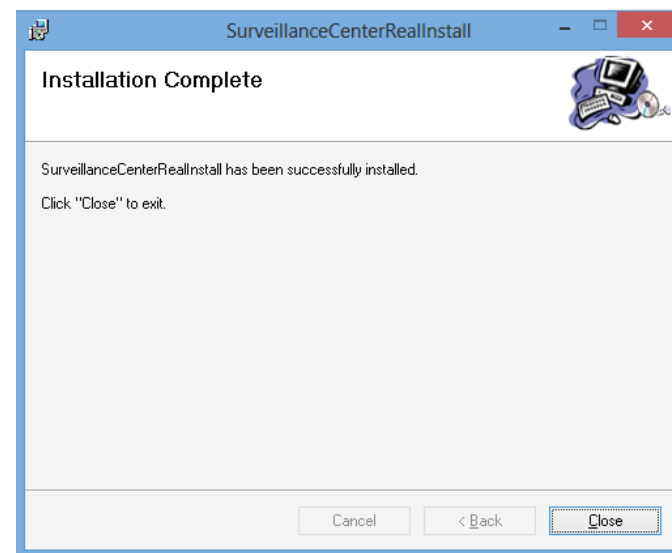 SurveillanceCenterRealInstall
Installation Complete
SurveillanceCenterRealInstall has been successfully installed.
Click "Close" to exit.
Cancel
< Back
Close